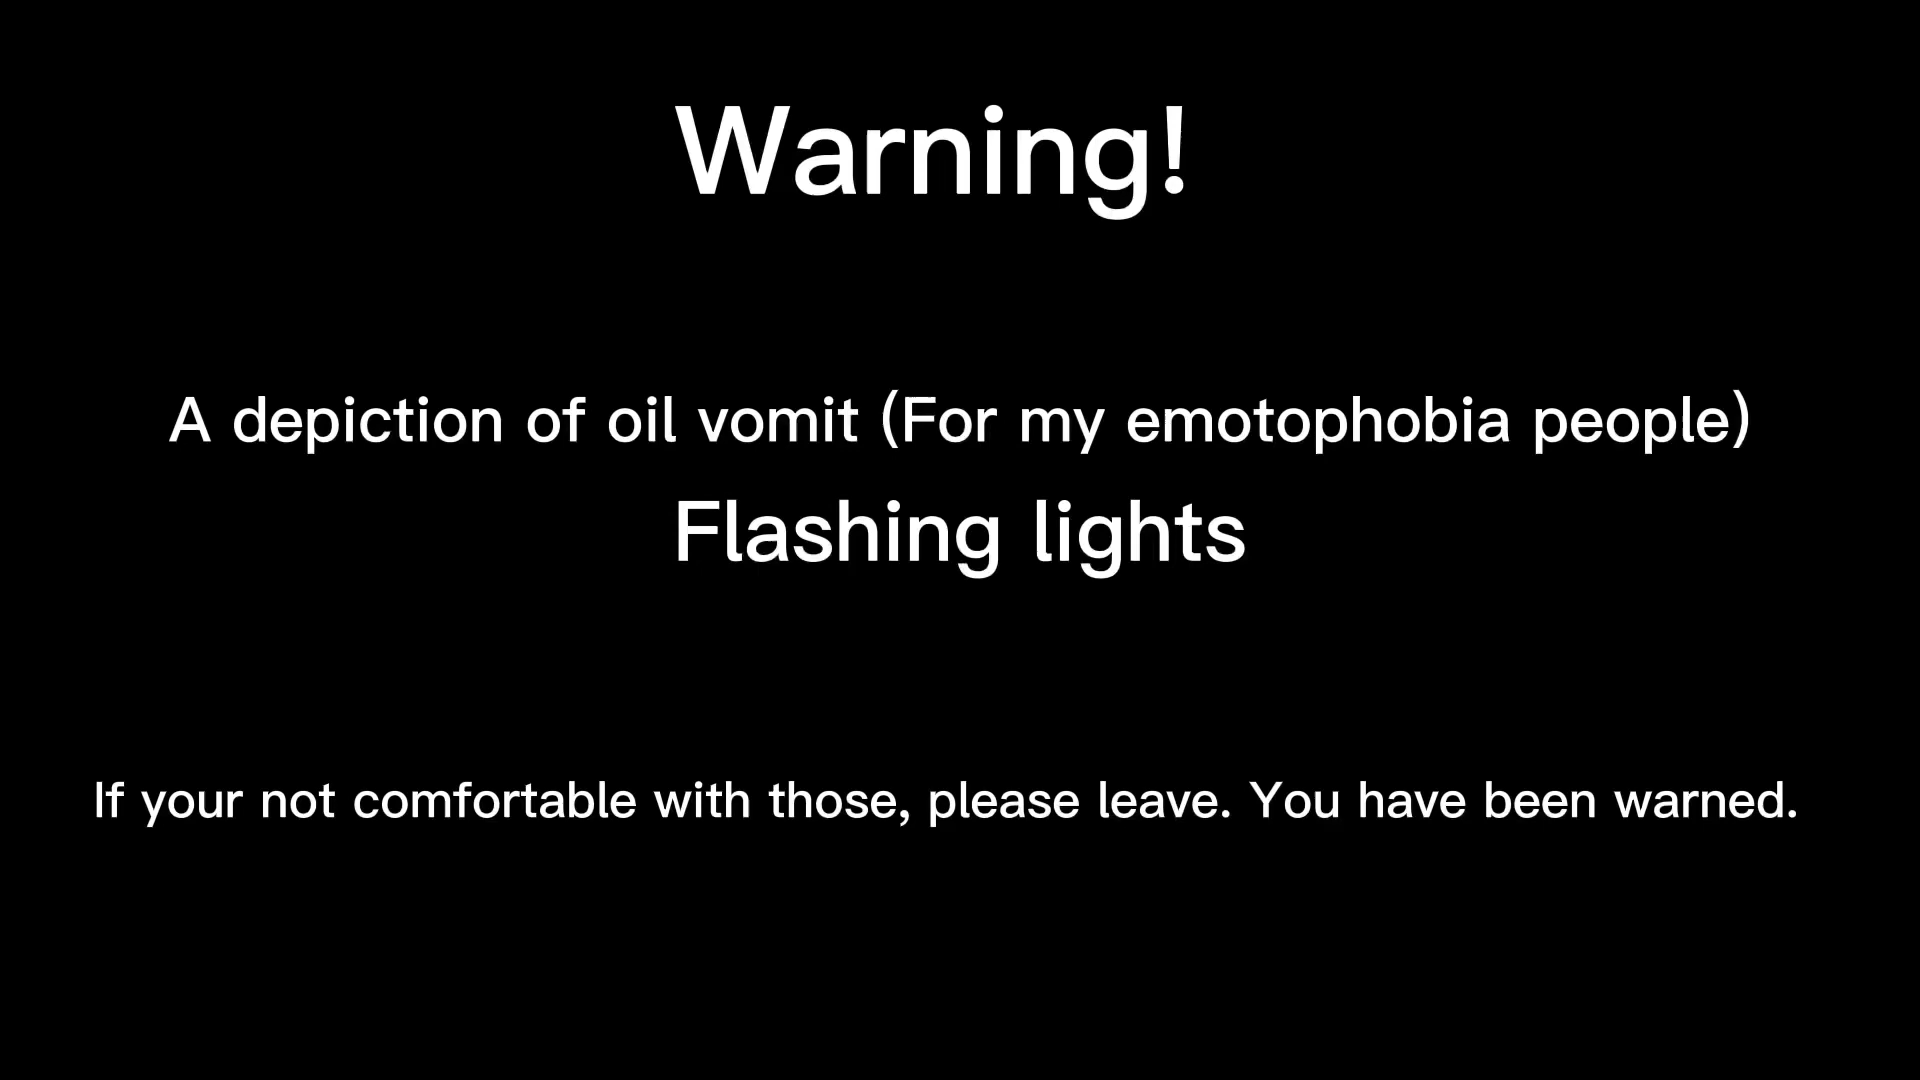 Warning!
A depiction of oil vomit (For my emotophobia people)
Flashing lights
If your not comfortable with those, please leave. You have been warned.